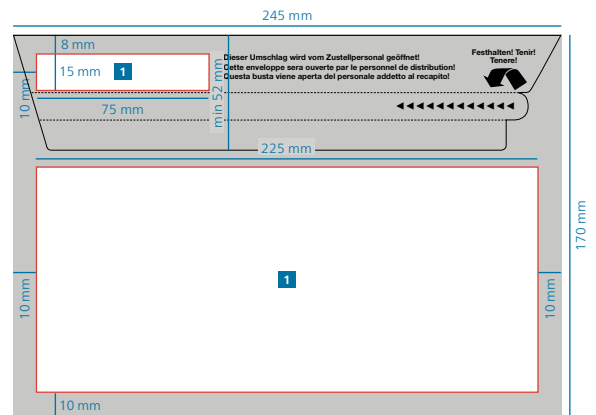 245 mm
8 mm
15 mm 1
10 mm
75 mm
min 52 mm
Dieser Umschlag wird vom Zustellpersonal geöffnet!
Cette enveloppe sera ouverte par le personnel de distribution!
Questa busta viene aperta del personale addetto al recapito!
Festhalten! Tenir!
Tenere!
225 mm
170 mm
1
10 mm
10 mm
10 mm